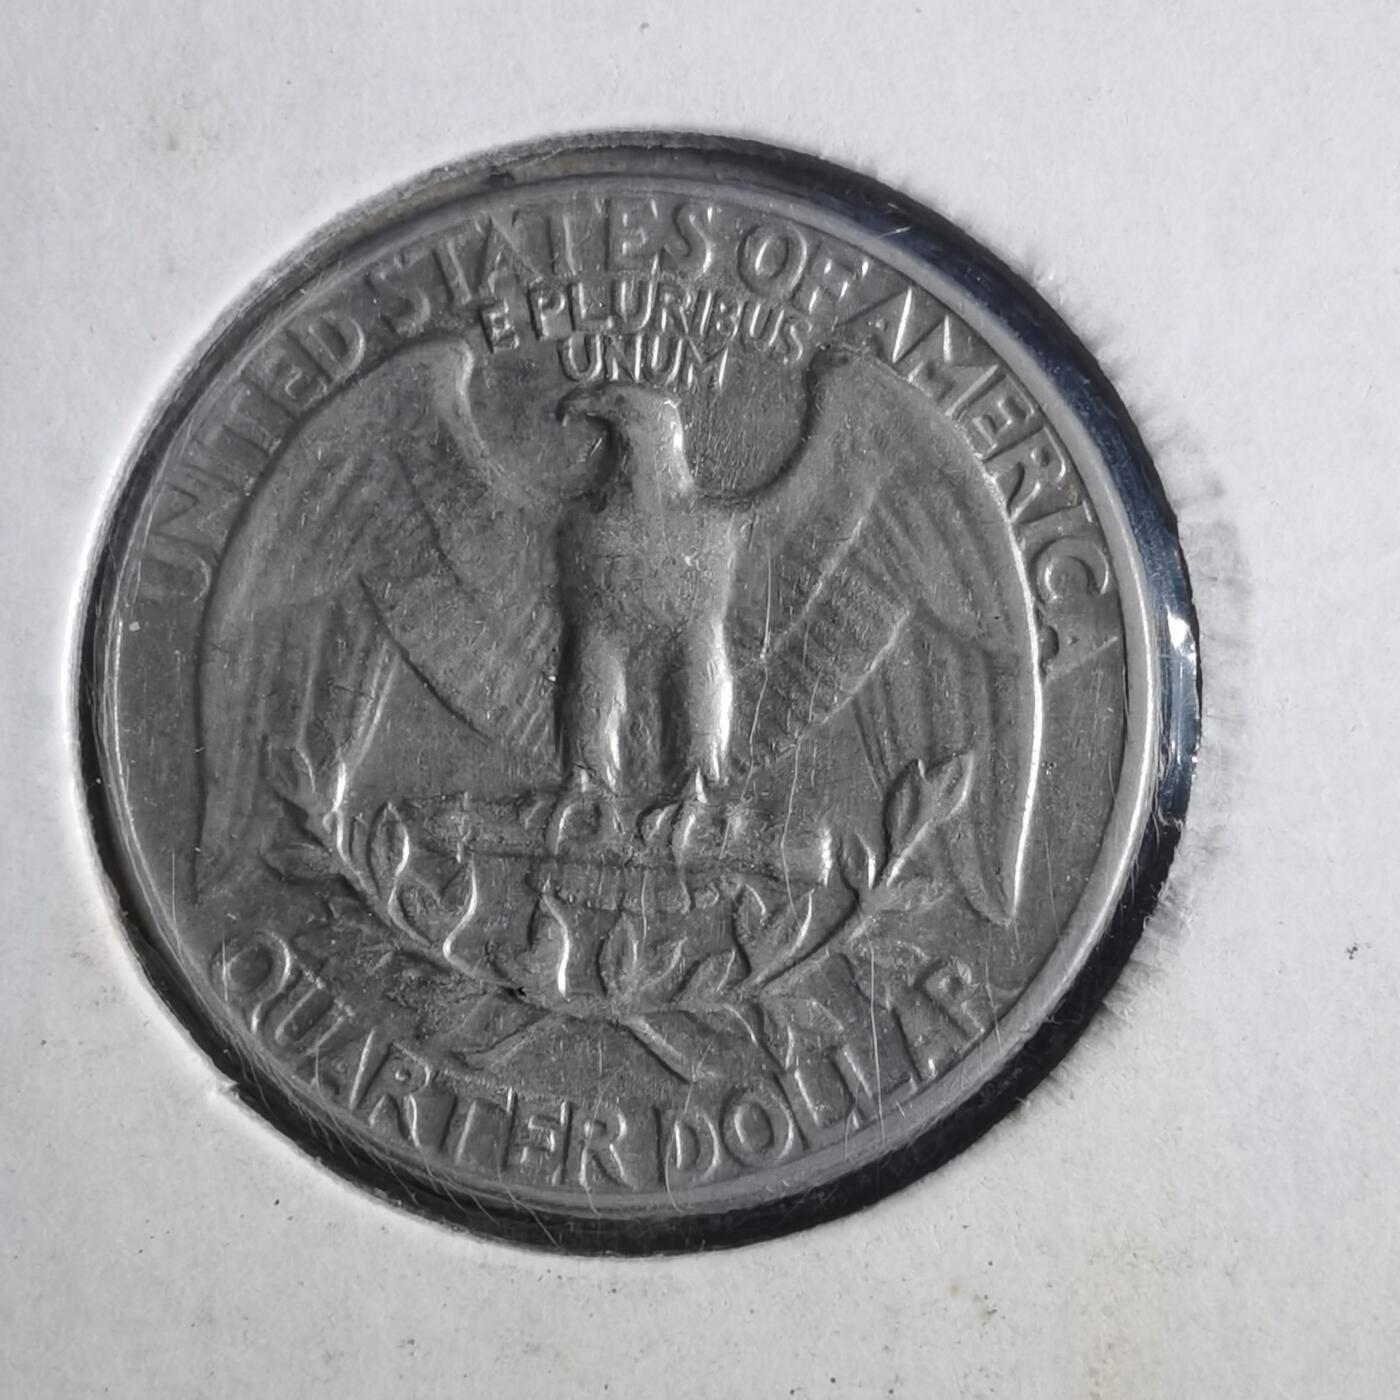 UNITED STATES OF AMERICA
E PLURIBUS
UNUM
QUARTER DOLLAR